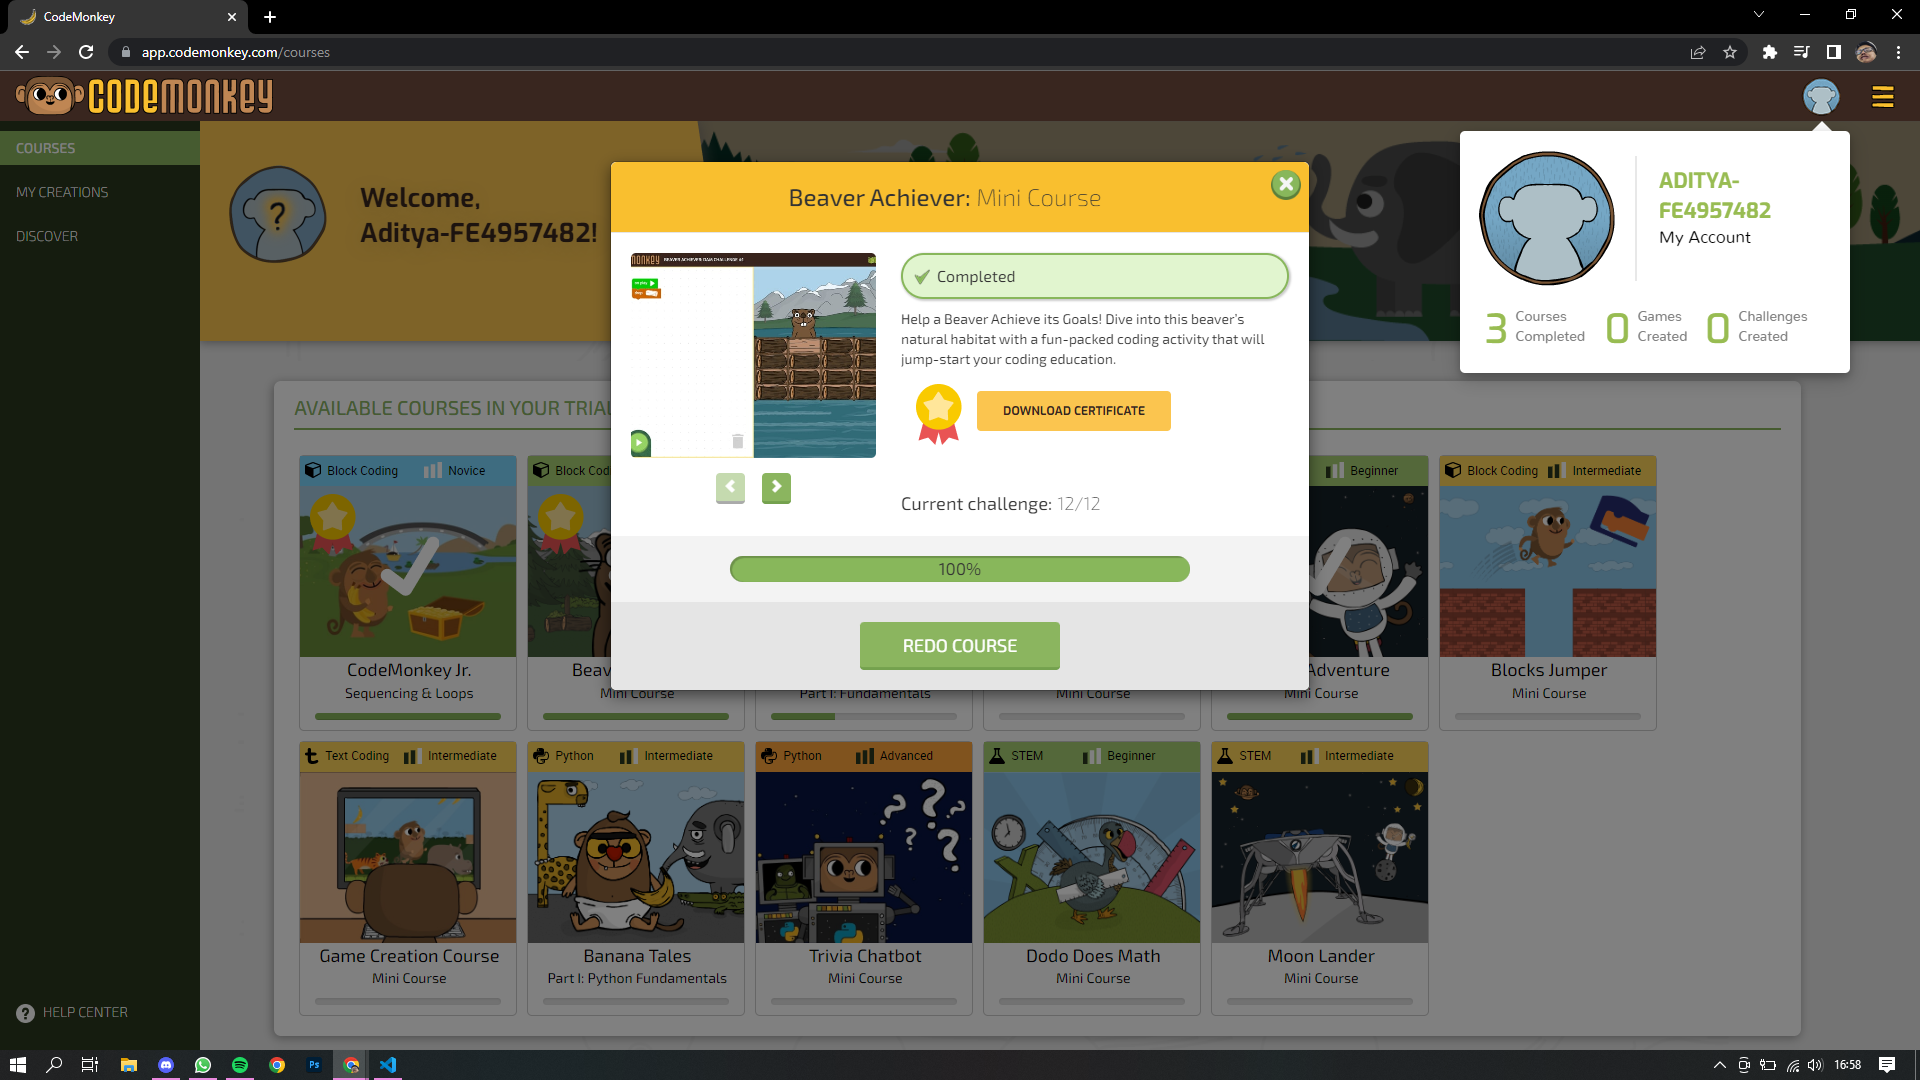 CodeMonkey
app.codemonkey.com/courses
CODEMONKEY
COURSES
MY CREATIONS
DISCOVER
HELP CENTER
Welcome,
Aditya-FE4957482!
ADITYA-
FE4957482
My Account
3 Courses Completed
0 Games Created
0 Challenges Created
Beaver Achiever: Mini Course
Completed
Help a Beaver Achieve its Goals! Dive into this beaver's
natural habitat with a fun-packed coding activity that will
jump-start your coding education.
DOWNLOAD CERTIFICATE
Current challenge: 12/12
100%
REDO COURSE
AVAILABLE COURSES IN YOUR TRIAL
Block Coding Novice
CodeMonkey Jr.
Sequencing & Loops
Block Cod
Beav
Mini Course
Part I: Fundamentals
Mini Course
Beginner
Adventure
Mini Course
Block Coding Intermediate
Blocks Jumper
Mini Course
Text Coding Intermediate
Game Creation Course
Mini Course
Python Intermediate
Banana Tales
Part I: Python Fundamentals
Python Advanced
Trivia Chatbot
Mini Course
STEM Beginner
Dodo Does Math
Mini Course
STEM Intermediate
Moon Lander
Mini Course
Ps
16:58